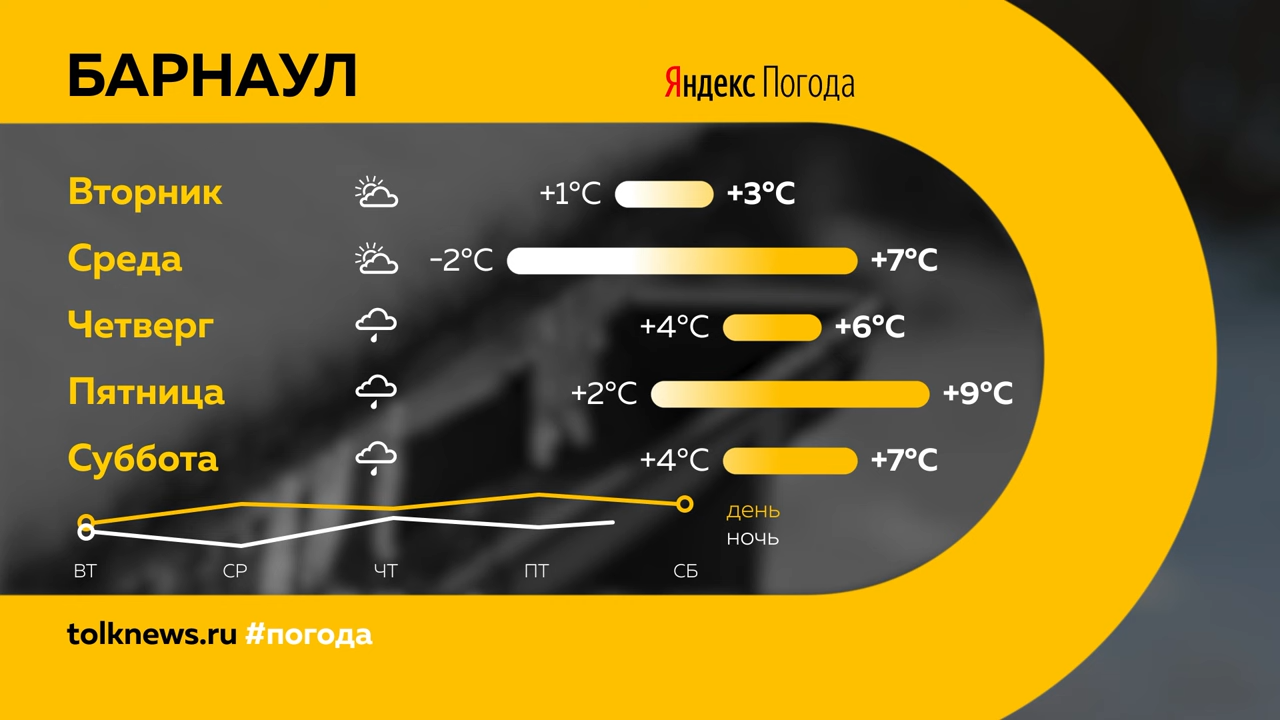 БАРНАУЛ
Яндекс Погода
Вторник +1°C +3°C
Среда -2°C +7°C
Четверг +4°C +6°C
Пятница +2°C +9°C
Суббота +4°C +7°C
день
ночь
ВТ СР ЧТ ПТ СБ
tolknews.ru #погода